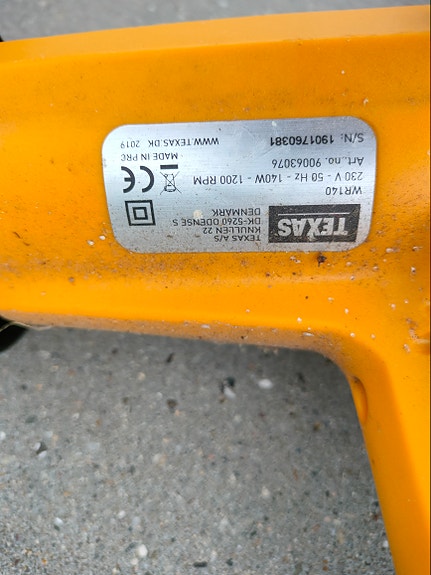 TEXAS
TEXAS A/S
KNULLEN 22
DK-5260 ODENSE S
DENMARK
WR140
230 V - 50 Hz - 140W - 1200 RPM
Art. no. 90063076
S/N: 1901760381
CE
MADE IN PRC
WWW.TEXAS.DK 2019